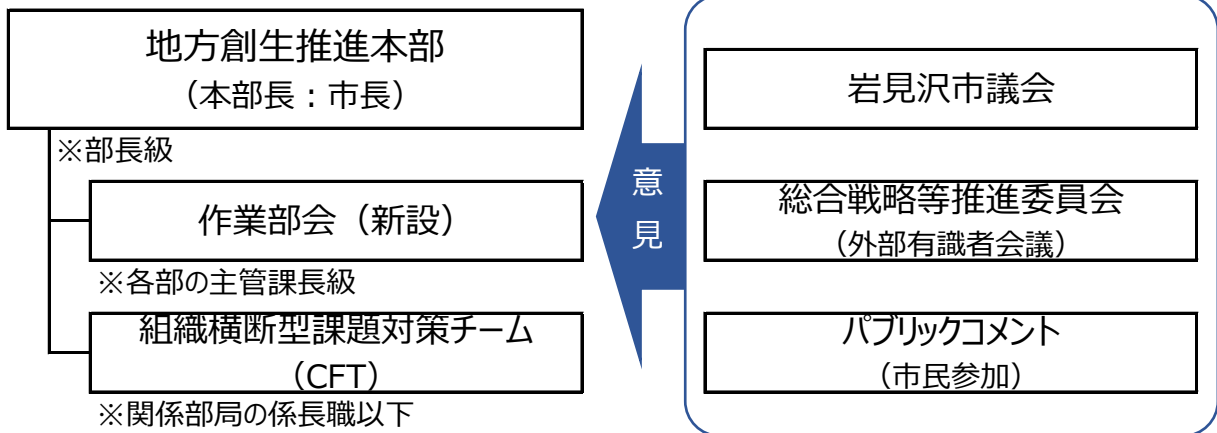 地方創生推進本部
（本部長：市長）
※部長級
作業部会（新設）
※各部の主管課長級
組織横断型課題対策チーム
（CFT）
※関係部局の係長職以下
意
見
岩見沢市議会
総合戦略等推進委員会
（外部有識者会議）
パブリックコメント
（市民参加）